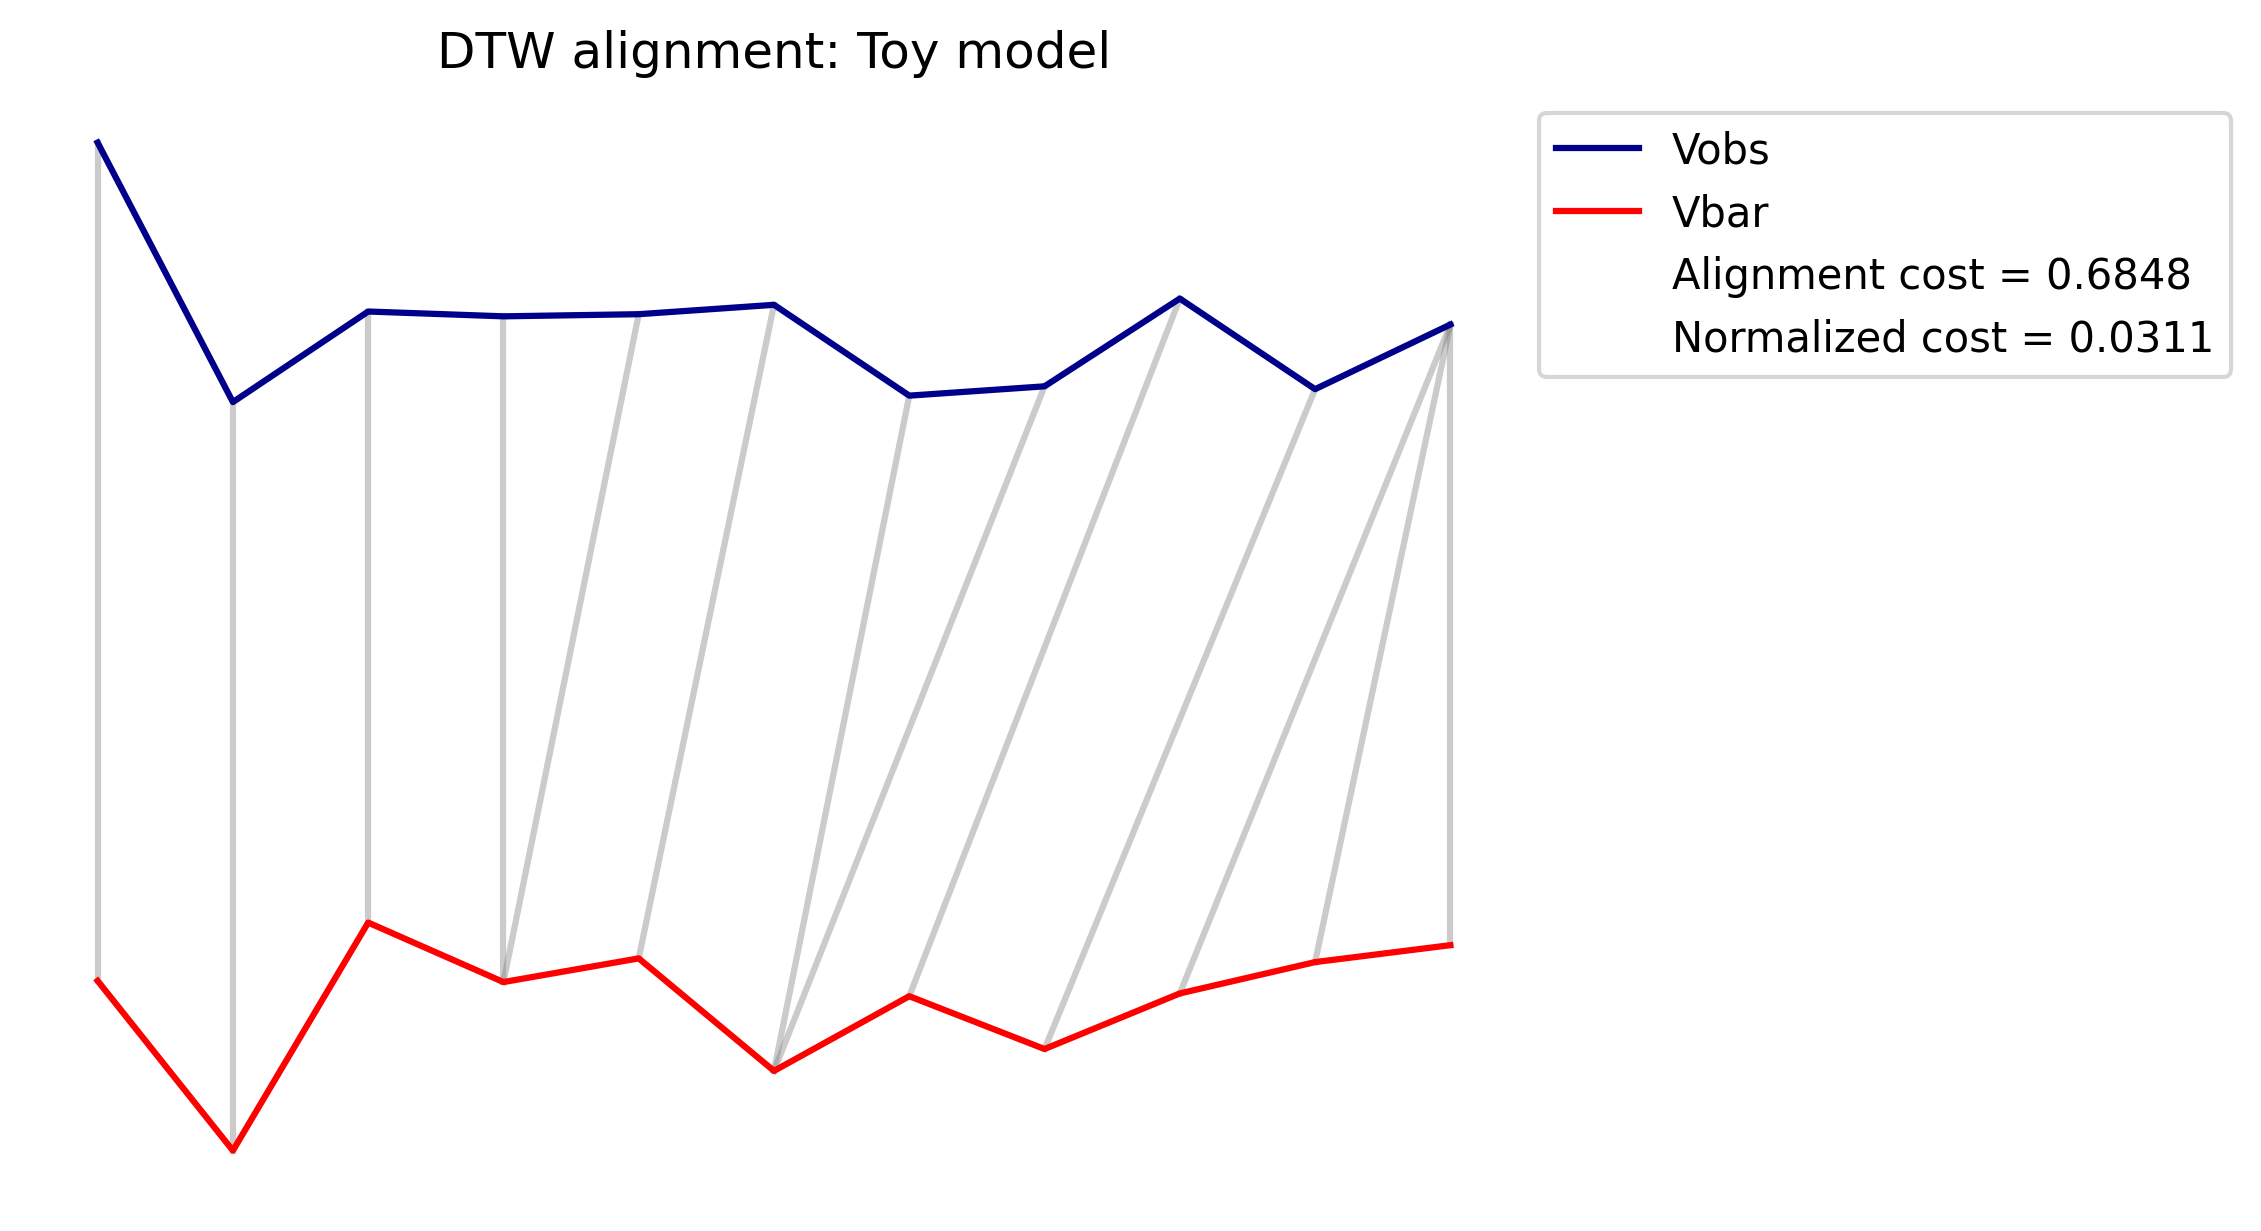 DTW alignment: Toy model
Vobs
Vbar
Alignment cost = 0.6848
Normalized cost = 0.0311